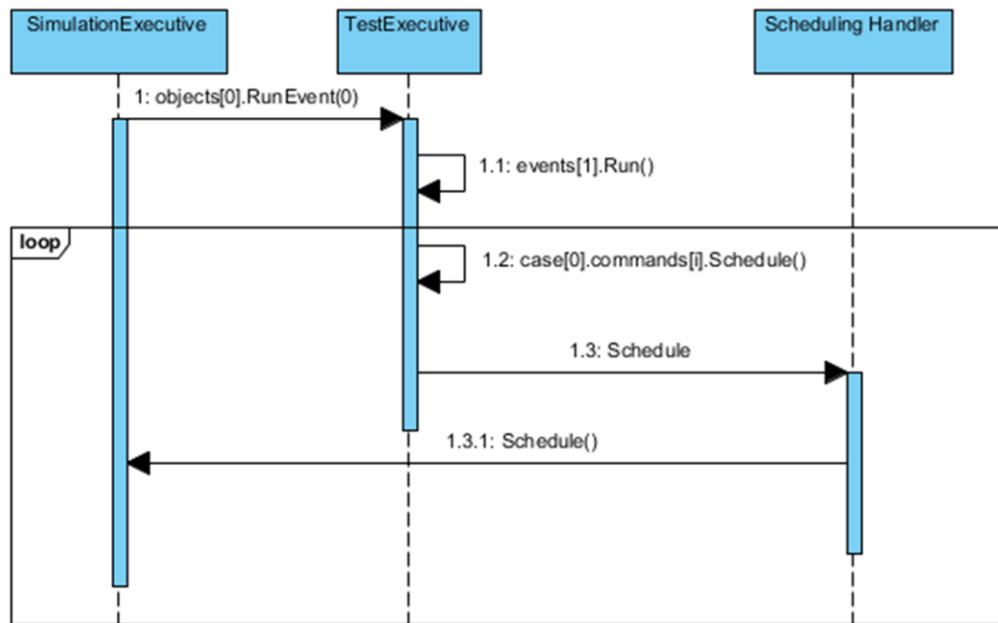 SimulationExecutive
TestExecutive
Scheduling Handler
1: objects[0].RunEvent(0)
1.1: events[1].Run()
loop
1.2: case[0].commands[i].Schedule()
1.3: Schedule
1.3.1: Schedule()